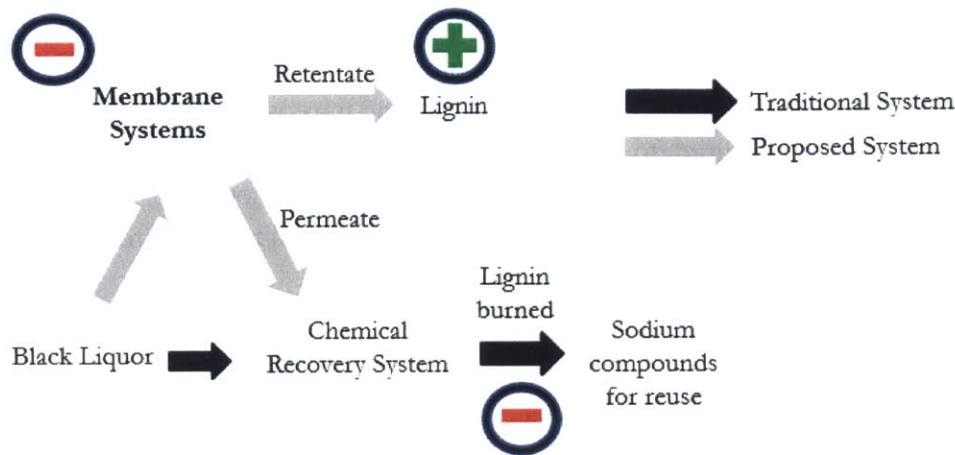 Retentate
Membrane
Systems
Lignin
Traditional System
Proposed System
Permeate
Lignin
burned
Black Liquor
Chemical
Recovery System
Sodium
compounds
for reuse